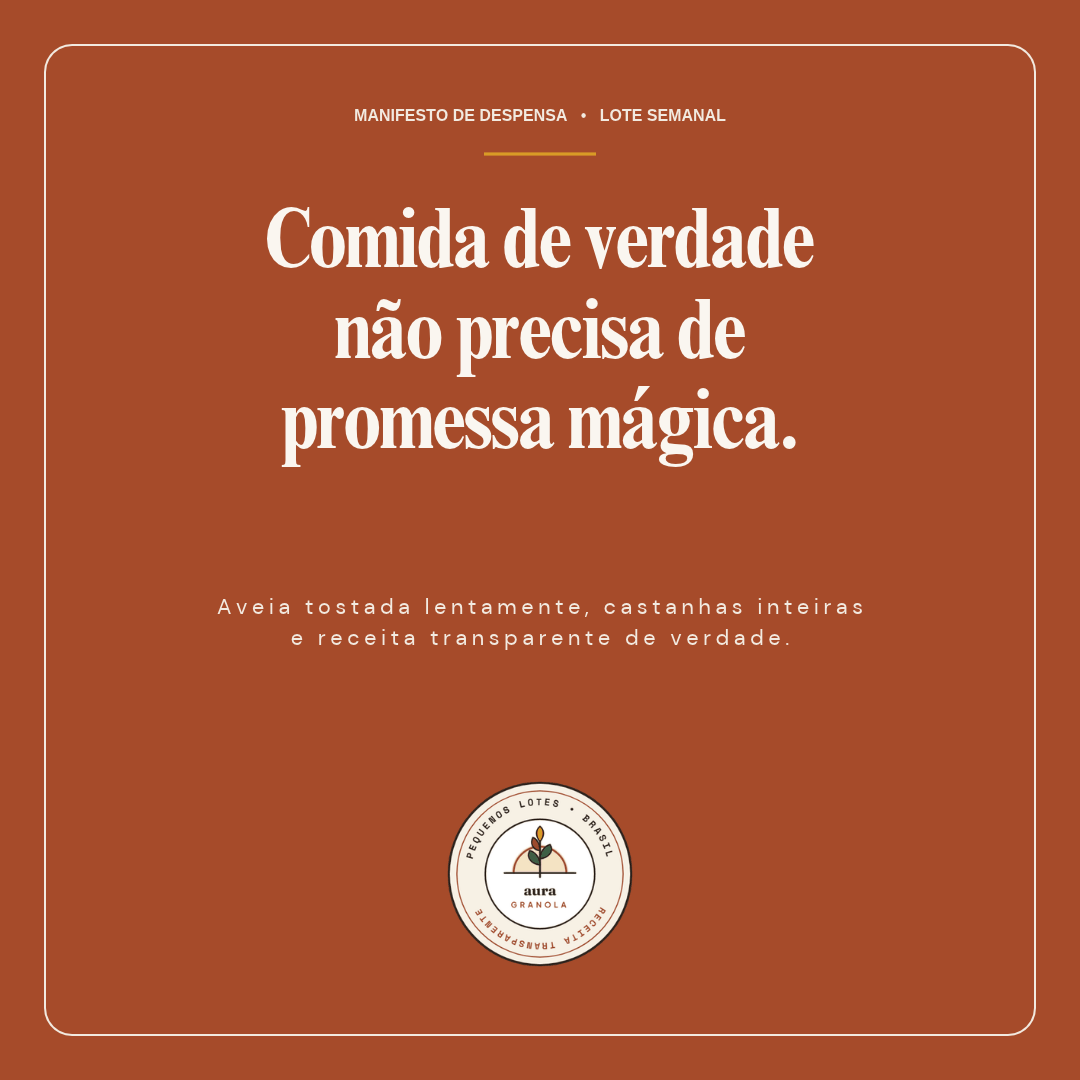 MANIFESTO DE DESPENSA • LOTE SEMANAL
Comida de verdade
não precisa de
promessa mágica.
Aveia tostada lentamente, castanhas inteiras
e receita transparente de verdade.
PEQUENOS LOTES • BRASIL
aura
GRANOLA
RECEITA TRANSPARENTE